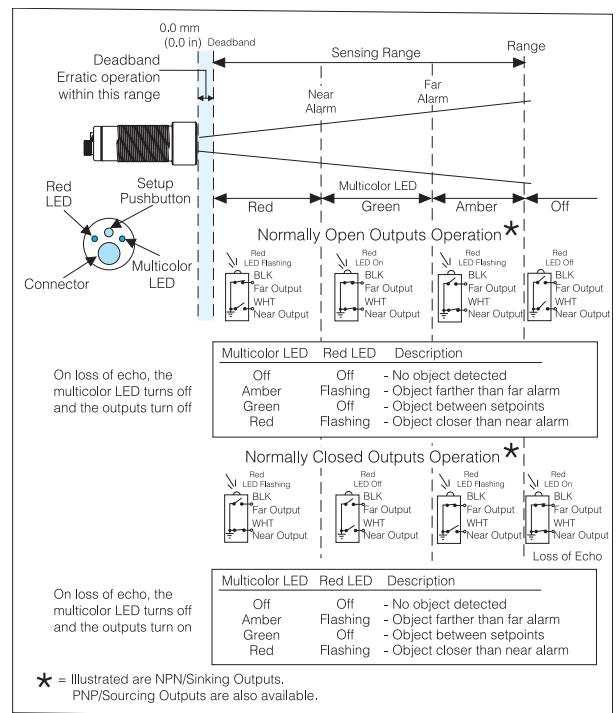 0.0 mm
(0.0 in) Deadband
Range
Sensing Range
Deadband
Erratic operation
within this range
Near
Alarm
Far
Alarm
Red
LED
Setup
Pushbutton
Connector
Multicolor
LED
Multicolor LED
Red Green Amber Off
Normally Open Outputs Operation*
Red
LED Flashing
BLK
Far Output
WHT
Near Output
Red
LED On
BLK
Far Output
WHT
Near Output
Red
LED Flashing
BLK
Far Output
WHT
Near Output
Red
LED Off
BLK
Far Output
WHT
Near Output
On loss of echo, the
multicolor LED turns off
and the outputs turn off
Multicolor LED Red LED Description
Off Off - No object detected
Amber Flashing - Object farther than far alarm
Green Off - Object between setpoints
Red Flashing - Object closer than near alarm
Normally Closed Outputs Operation*
Red
LED Flashing
BLK
Far Output
WHT
Near Output
Red
LED Off
BLK
Far Output
WHT
Near Output
Red
LED Flashing
BLK
Far Output
WHT
Near Output
Red
LED On
BLK
Far Output
WHT
Near Output
Loss of Echo
On loss of echo, the
multicolor LED turns off
and the outputs turn on
Multicolor LED Red LED Description
Off Off - No object detected
Amber Flashing - Object farther than far alarm
Green Off - Object between setpoints
Red Flashing - Object closer than near alarm
* = Illustrated are NPN/Sinking Outputs.
PNP/Sourcing Outputs are also available.